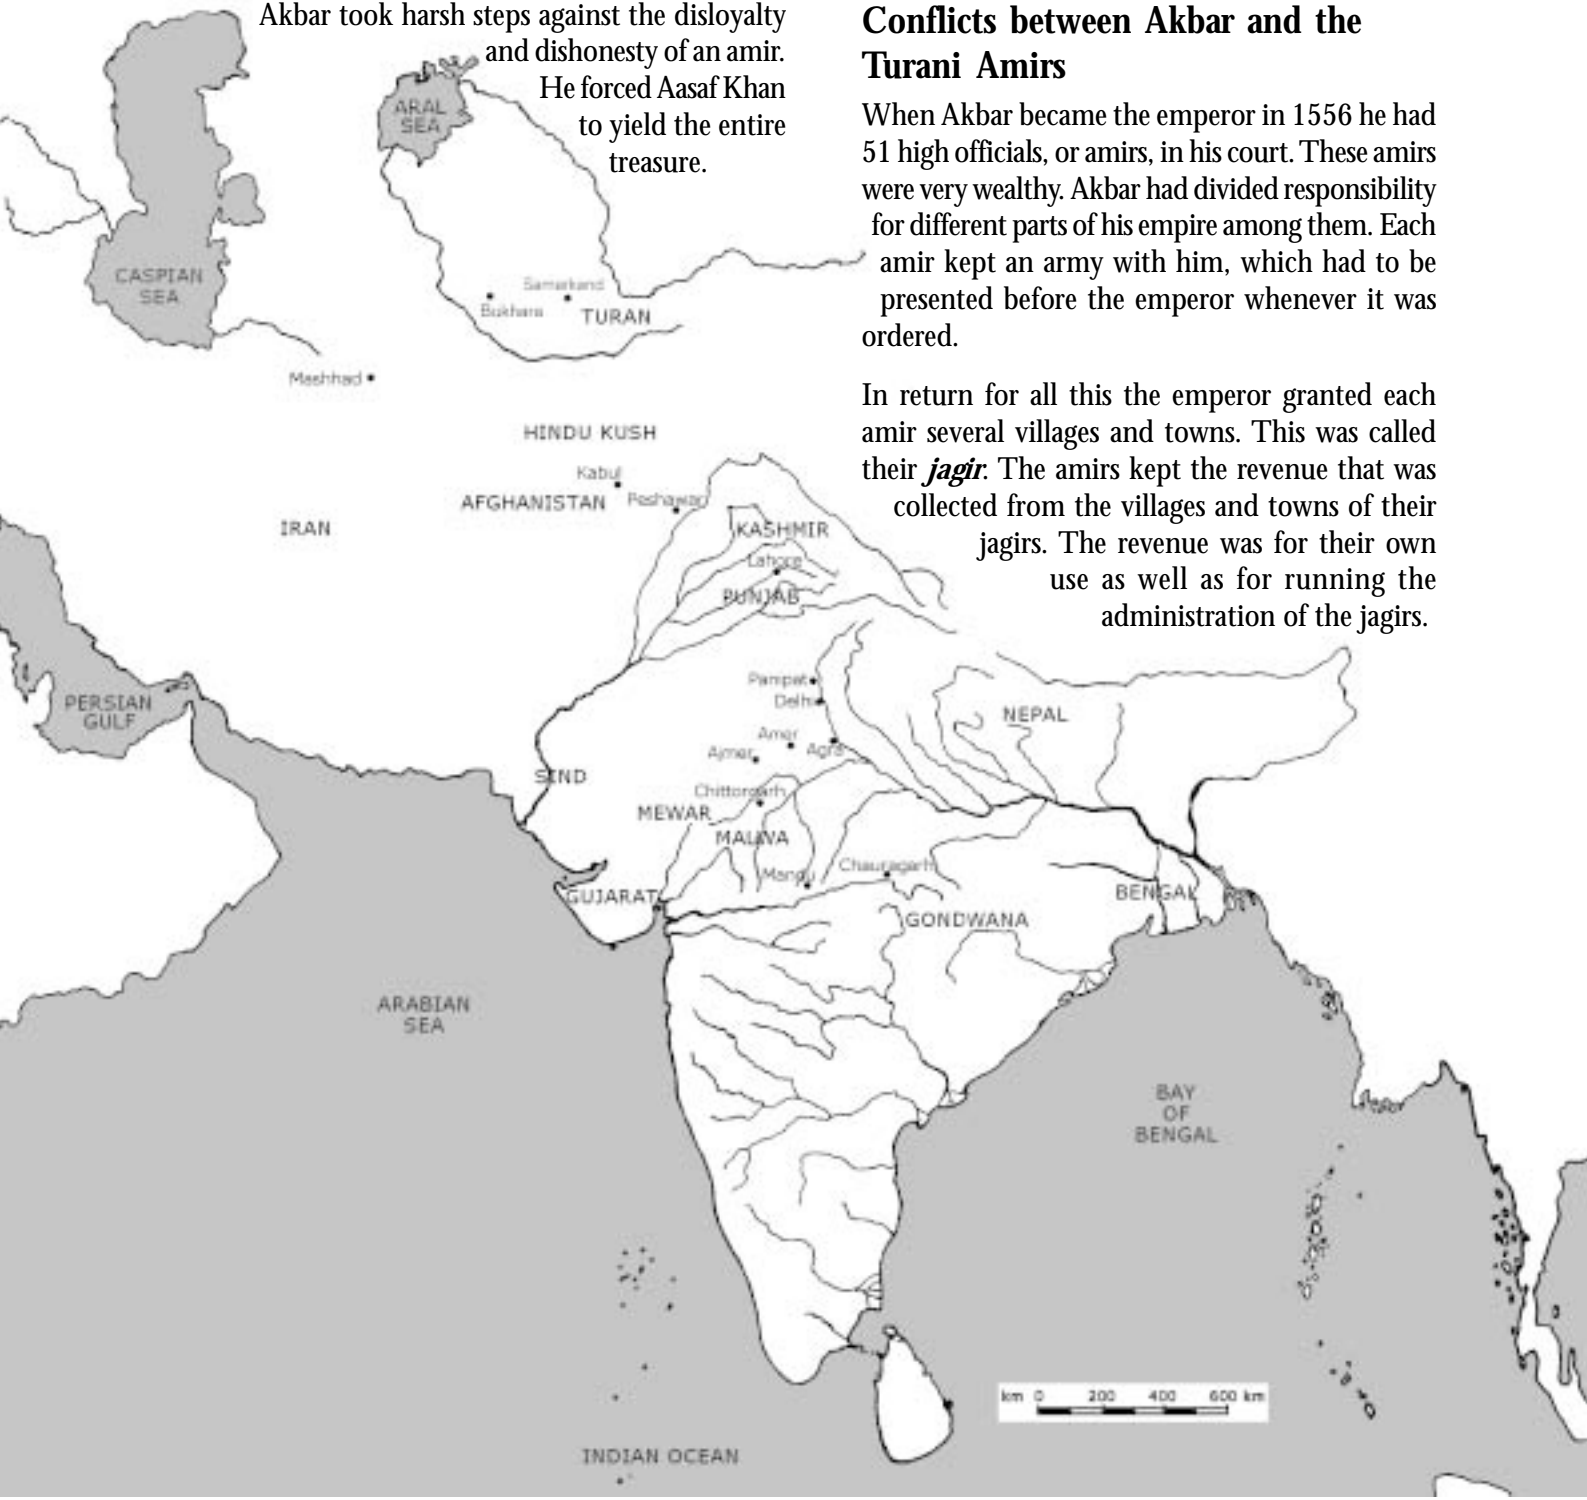 Akbar took harsh steps against the disloyalty
and dishonesty of an amir.
He forced Aasaf Khan
to yield the entire
treasure.
Conflicts between Akbar and the
Turani Amirs
When Akbar became the emperor in 1556 he had
51 high officials, or amirs, in his court. These amirs
were very wealthy. Akbar had divided responsibility
for different parts of his empire among them. Each
amir kept an army with him, which had to be
presented before the emperor whenever it was
ordered.
In return for all this the emperor granted each
amir several villages and towns. This was called
their jagir. The amirs kept the revenue that was
collected from the villages and towns of their
jagirs. The revenue was for their own
use as well as for running the
administration of the jagirs.
ARAL
SEA
CASPIAN
SEA
Samarkand
Bukhara
TURAN
Mashhad
HINDU KUSH
Kabul
AFGHANISTAN
Peshawar
IRAN
KASHMIR
Lahore
PUNJAB
PERSIAN
GULF
Panipat
Delhi
NEPAL
Amer
Ajmer
Agra
SIND
Chittorgarh
MEWAR
MALWA
Chauragarh
Mandu
GUJARAT
BENGAL
GONDWANA
ARABIAN
SEA
BAY
OF
BENGAL
km 0 200 400 600 km
INDIAN OCEAN